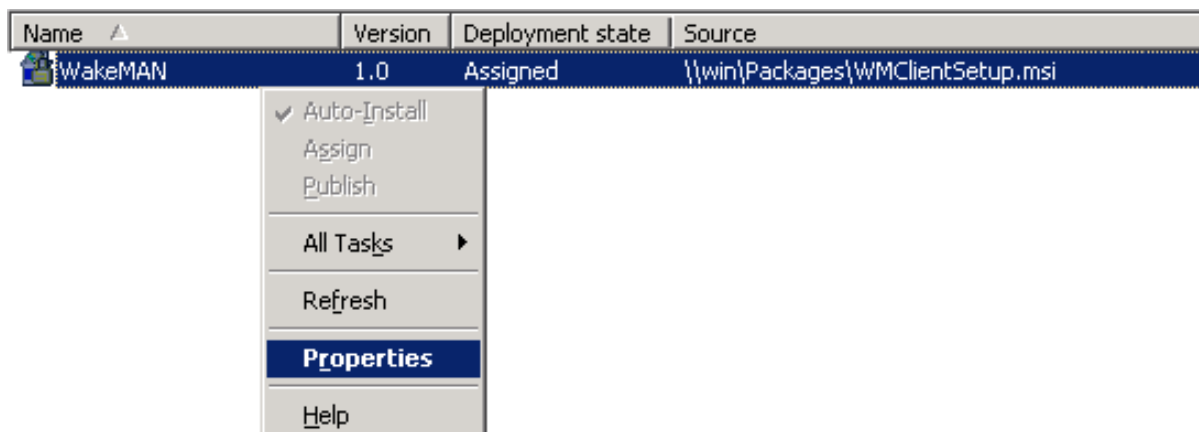 Name Version Deployment state Source
WakeMAN 1.0 Assigned \\win\Packages\WMClientSetup.msi
Auto-Install
Assign
Publish
All Tasks
Refresh
Properties
Help